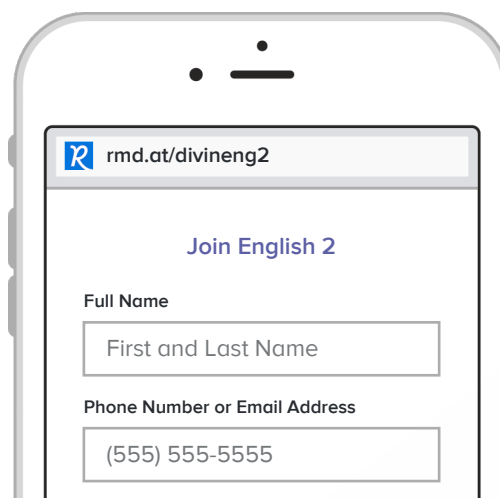 rmd.at/divineng2
Join English 2
Full Name
First and Last Name
Phone Number or Email Address
(555) 555-5555